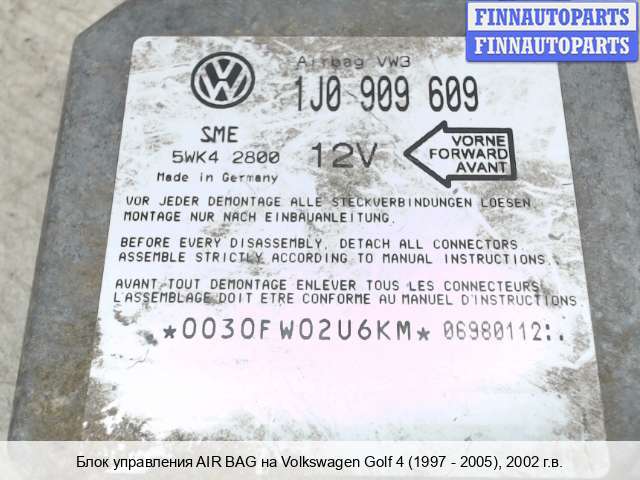 FINNAUTOPARTS
FINNAUTOPARTS
Airbag VW3
1J0 909 609
SME
5WK4 2800
12V
VORNE
FORWARD
AVANT
Made in Germany
VOR JEDER DEMONTAGE ALLE STECKVERBINDUNGEN LOESEN
MONTAGE NUR NACH EINBAUANLEITUNG.
BEFORE EVERY DISASSEMBLY, DETACH ALL CONNECTORS.
ASSEMBLE STRICTLY ACCORDING TO MANUAL INSTRUCTIONS.
AVANT TOUT DEMONTAGE ENLEVER TOUS LES CONNECTEURS
L'ASSEMBLAGE DOIT ETRE CONFORME AU MANUEL D'INSTRUCTIONS
*0030FW02U6KM* 06980112
Блок управления AIR BAG на Volkswagen Golf 4 (1997 - 2005), 2002 г.в.